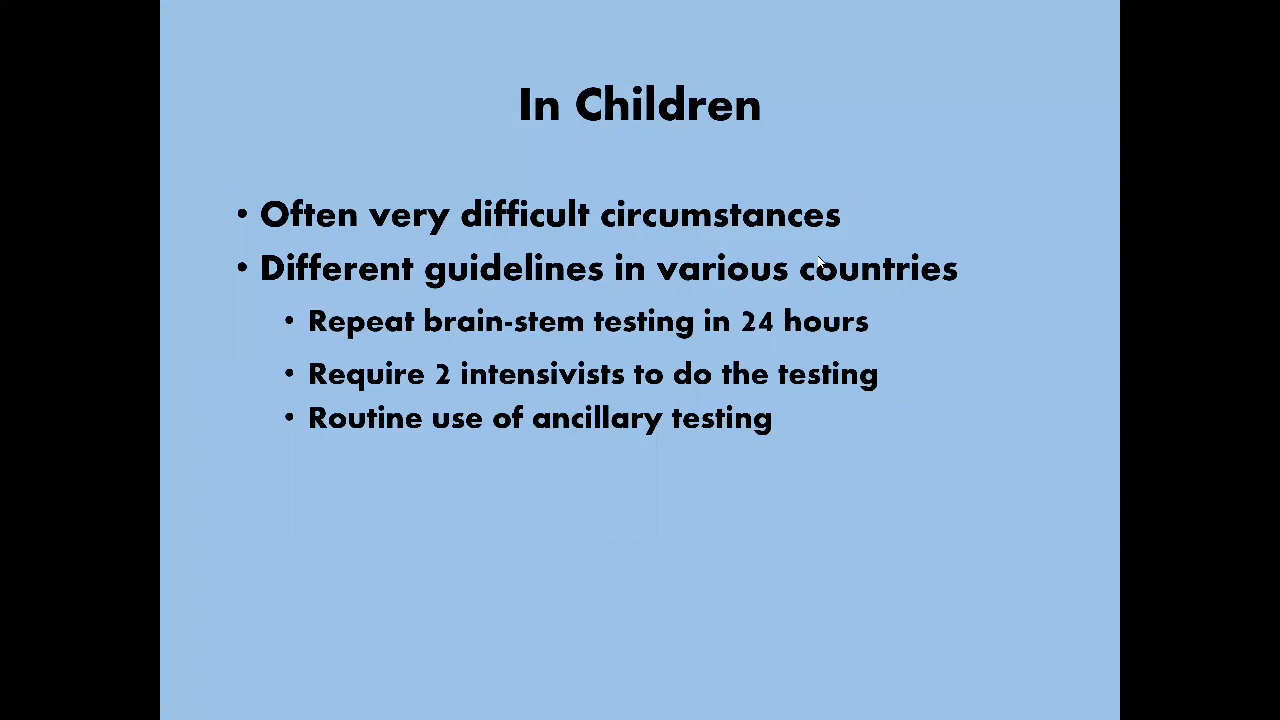 In Children
• Often very difficult circumstances
• Different guidelines in various countries
• Repeat brain-stem testing in 24 hours
• Require 2 intensivists to do the testing
• Routine use of ancillary testing